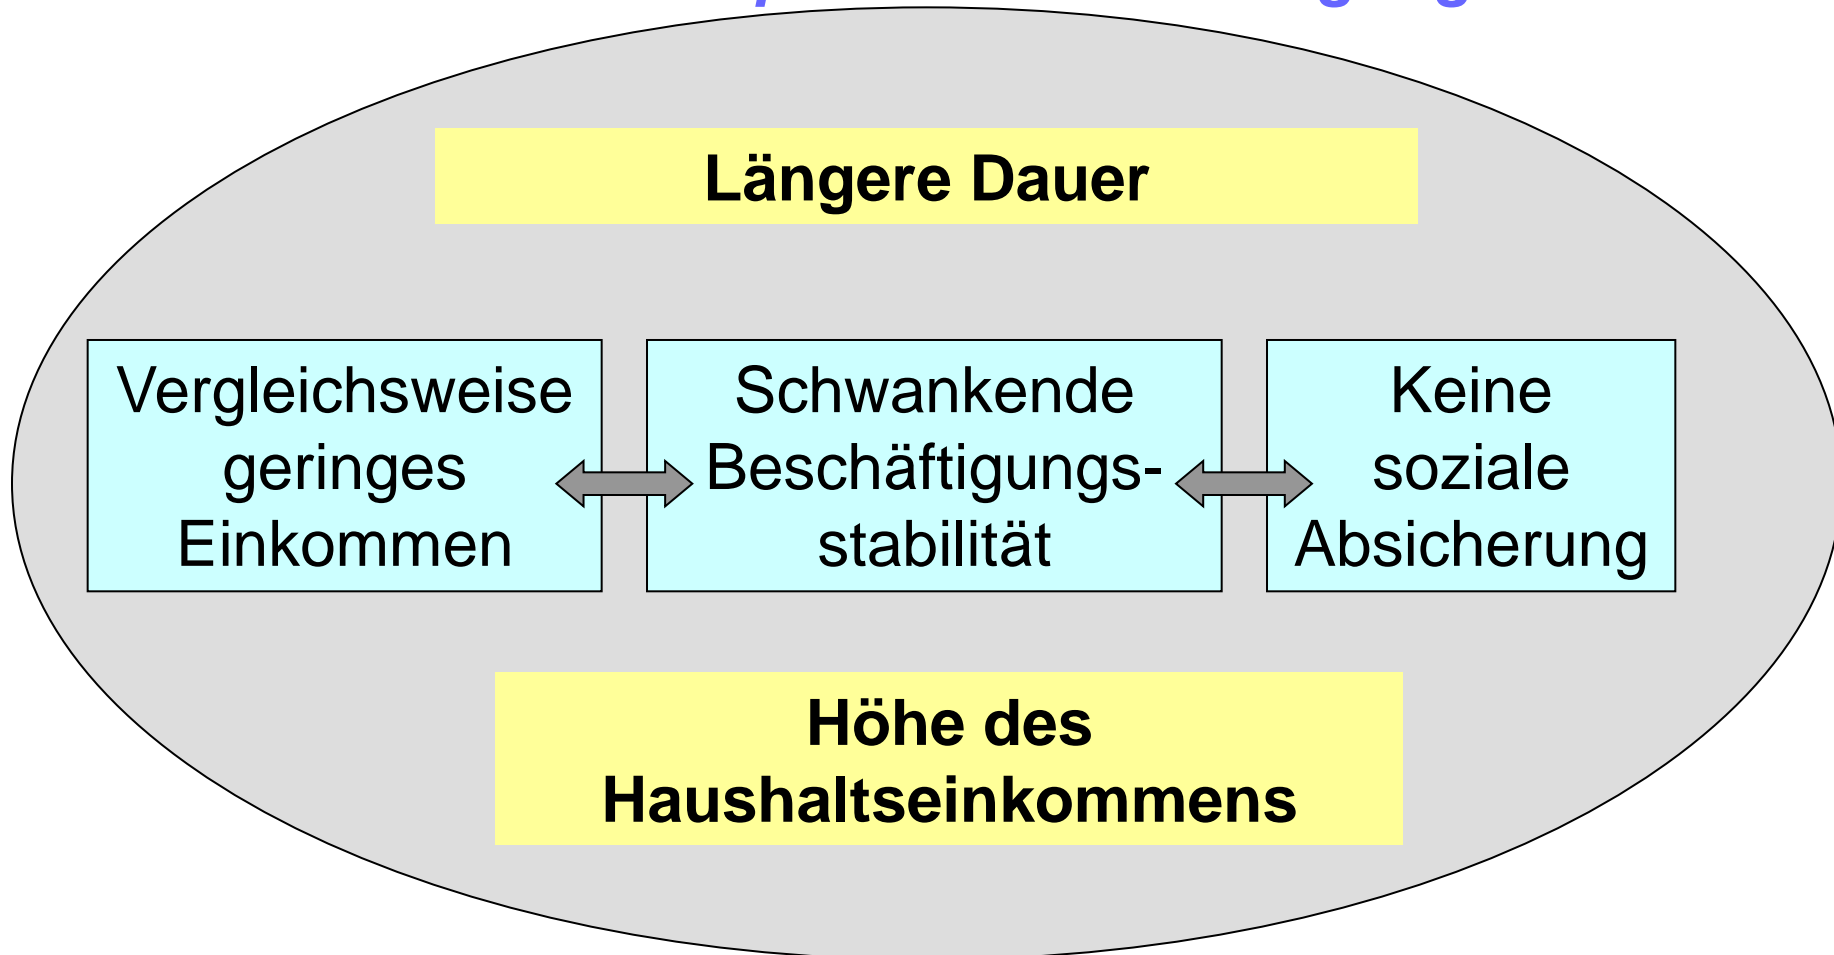 Längere Dauer
Vergleichsweise
geringes
Einkommen
Schwankende
Beschäftigungs-
stabilität
Keine
soziale
Absicherung
Höhe des
Haushaltseinkommens